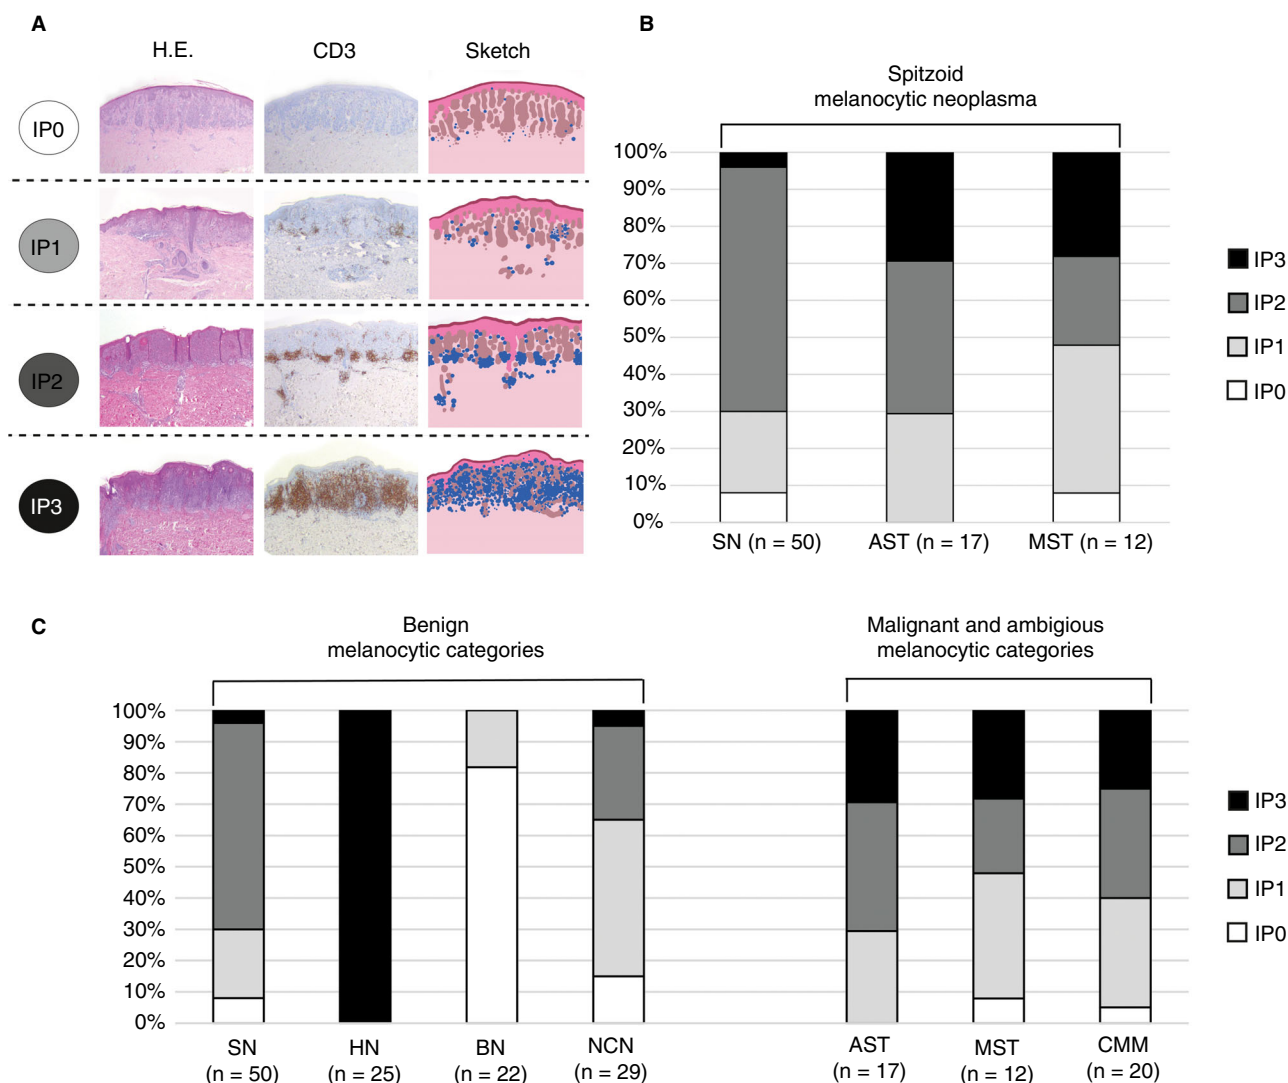 A
H.E.
CD3
Sketch
IP0
IP1
IP2
IP3
B
Spitzoid
melanocytic neoplasma
100%
90%
80%
70%
60%
50%
40%
30%
20%
10%
0%
SN (n = 50)
AST (n = 17)
MST (n = 12)
IP3
IP2
IP1
IP0
C
Benign
melanocytic categories
Malignant and ambigious
melanocytic categories
100%
90%
80%
70%
60%
50%
40%
30%
20%
10%
0%
SN
(n = 50)
HN
(n = 25)
BN
(n = 22)
NCN
(n = 29)
AST
(n = 17)
MST
(n = 12)
CMM
(n = 20)
IP3
IP2
IP1
IP0